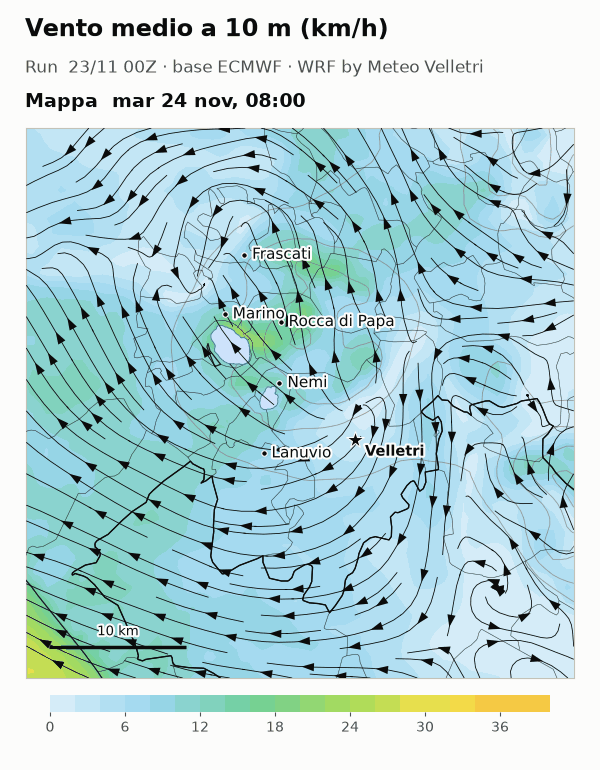 Vento medio a 10 m (km/h)
Run  23/11 00Z · base ECMWF · WRF by Meteo Velletri
Mappa  mar 24 nov, 08:00
Frascati
Marino
Rocca di Papa
Nemi
Velletri
Lanuvio
10 km
0 6 12 18 24 30 36